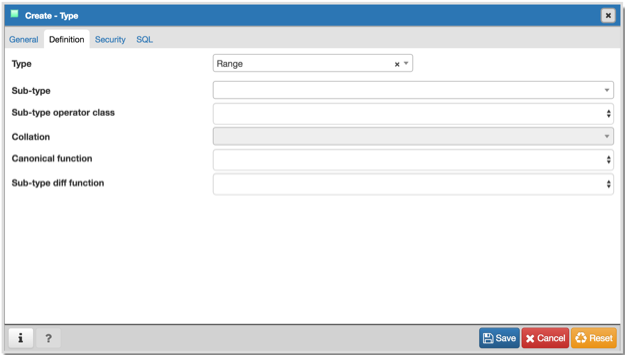 Create - Type
General Definition Security SQL
Type Range
Sub-type
Sub-type operator class
Collation
Canonical function
Sub-type diff function
i ? Save Cancel Reset